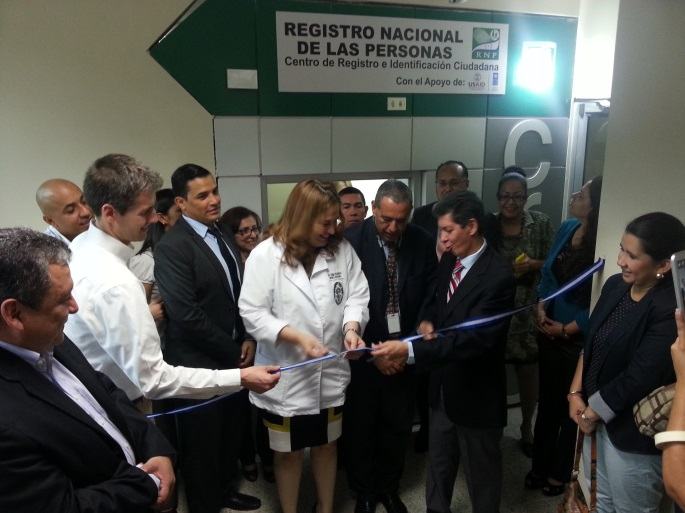 REGISTRO NACIONAL
DE LAS PERSONAS
Centro de Registro e Identificación Ciudadana
Con el Apoyo de:
RNP
USAID
C